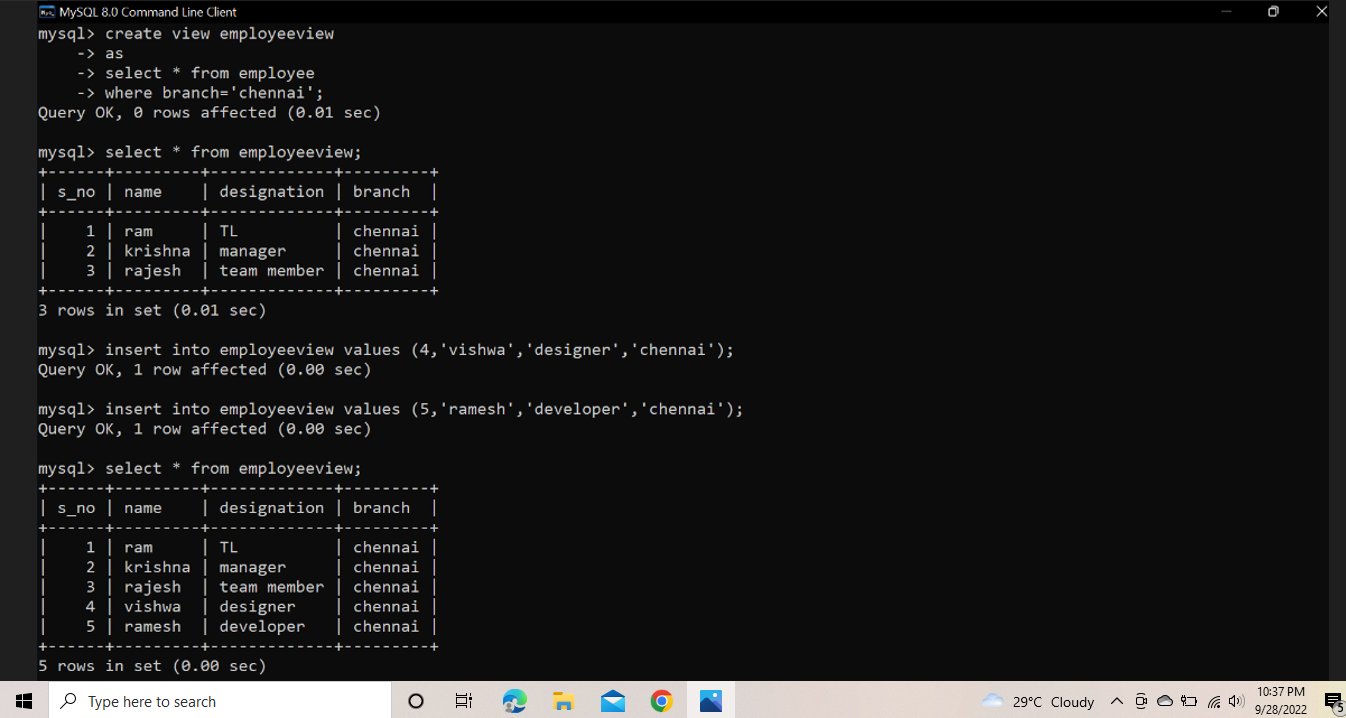 MySQL 8.0 Command Line Client
mysql> create view employeeview
    -> as
    -> select * from employee
    -> where branch='chennai';
Query OK, 0 rows affected (0.01 sec)

mysql> select * from employeeview;
+------+---------+-------------+---------+
| s_no | name    | designation | branch  |
+------+---------+-------------+---------+
|    1 | ram     | TL          | chennai |
|    2 | krishna | manager     | chennai |
|    3 | rajesh  | team member | chennai |
+------+---------+-------------+---------+
3 rows in set (0.01 sec)

mysql> insert into employeeview values (4,'vishwa','designer','chennai');
Query OK, 1 row affected (0.00 sec)

mysql> insert into employeeview values (5,'ramesh','developer','chennai');
Query OK, 1 row affected (0.00 sec)

mysql> select * from employeeview;
+------+---------+-------------+---------+
| s_no | name    | designation | branch  |
+------+---------+-------------+---------+
|    1 | ram     | TL          | chennai |
|    2 | krishna | manager     | chennai |
|    3 | rajesh  | team member | chennai |
|    4 | vishwa  | designer    | chennai |
|    5 | ramesh  | developer   | chennai |
+------+---------+-------------+---------+
5 rows in set (0.00 sec)
Type here to search
29°C Cloudy
10:37 PM
9/28/2022
5